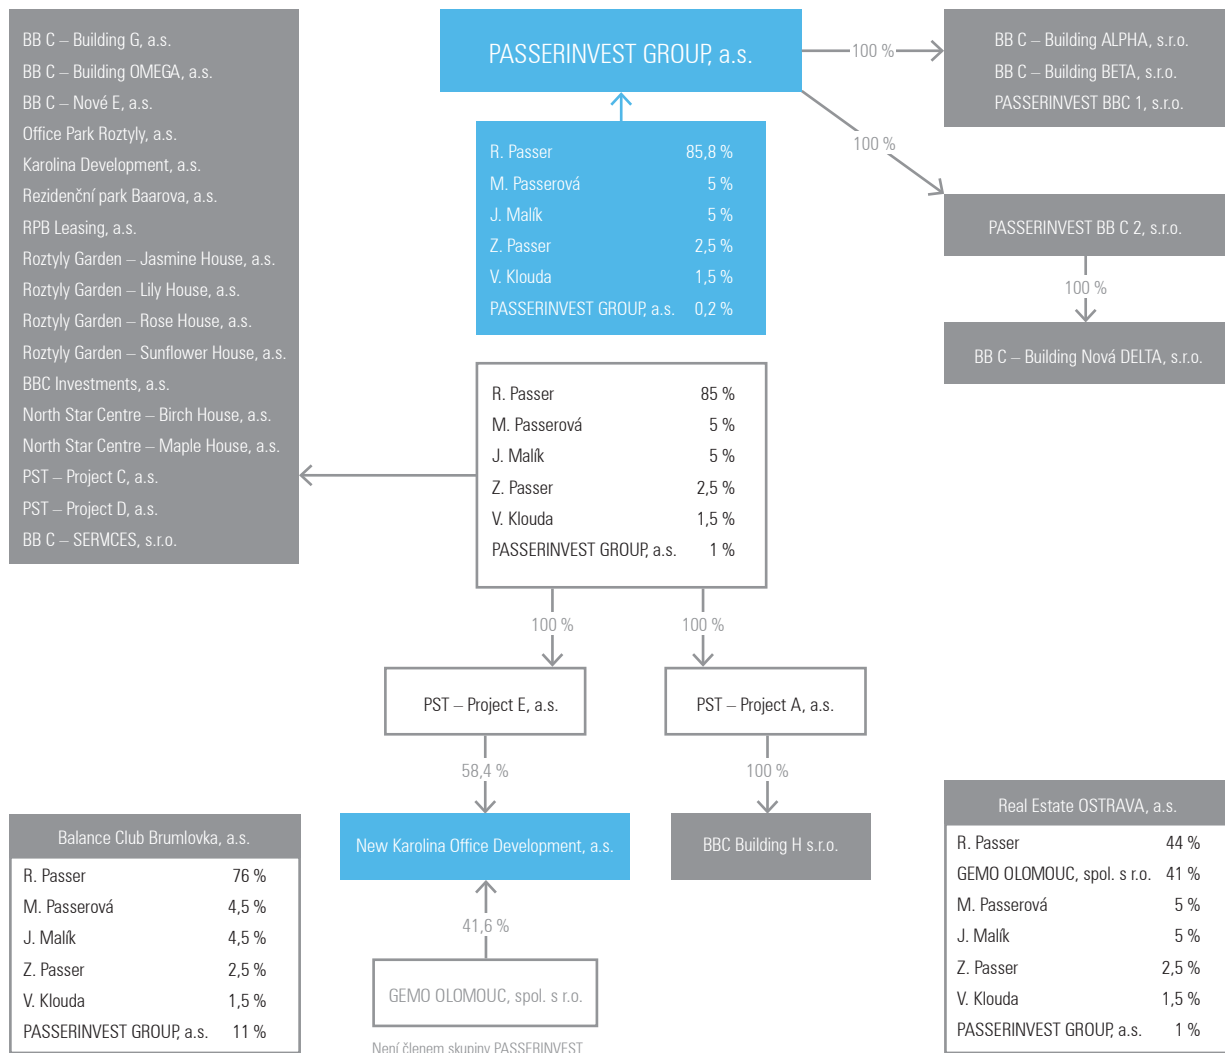 BB C – Building G, a.s.
BB C – Building OMEGA, a.s.
BB C – Nové E, a.s.
Office Park Roztyly, a.s.
Karolina Development, a.s.
Rezidenční park Baarova, a.s.
RPB Leasing, a.s.
Roztyly Garden – Jasmine House, a.s.
Roztyly Garden – Lily House, a.s.
Roztyly Garden – Rose House, a.s.
Roztyly Garden – Sunflower House, a.s.
BBC Investments, a.s.
North Star Centre – Birch House, a.s.
North Star Centre – Maple House, a.s.
PST – Project C, a.s.
PST – Project D, a.s.
BB C – SERVICES, s.r.o.
PASSERINVEST GROUP, a.s.
100 %
BB C – Building ALPHA, s.r.o.
BB C – Building BETA, s.r.o.
PASSERINVEST BBC 1, s.r.o.
100 %
PASSERINVEST BB C 2, s.r.o.
100 %
BB C – Building Nová DELTA, s.r.o.
R. Passer 85,8 %
M. Passerová 5 %
J. Malík 5 %
Z. Passer 2,5 %
V. Klouda 1,5 %
PASSERINVEST GROUP, a.s. 0,2 %
R. Passer 85 %
M. Passerová 5 %
J. Malík 5 %
Z. Passer 2,5 %
V. Klouda 1,5 %
PASSERINVEST GROUP, a.s. 1 %
100 % 100 %
PST – Project E, a.s. PST – Project A, a.s.
58,4 % 100 %
New Karolina Office Development, a.s. BBC Building H s.r.o.
41,6 %
GEMO OLOMOUC, spol. s r.o.
Není členem skupiny PASSERINVEST
Balance Club Brumlovka, a.s.
R. Passer 76 %
M. Passerová 4,5 %
J. Malík 4,5 %
Z. Passer 2,5 %
V. Klouda 1,5 %
PASSERINVEST GROUP, a.s. 11 %
Real Estate OSTRAVA, a.s.
R. Passer 44 %
GEMO OLOMOUC, spol. s r.o. 41 %
M. Passerová 5 %
J. Malík 5 %
Z. Passer 2,5 %
V. Klouda 1,5 %
PASSERINVEST GROUP, a.s. 1 %